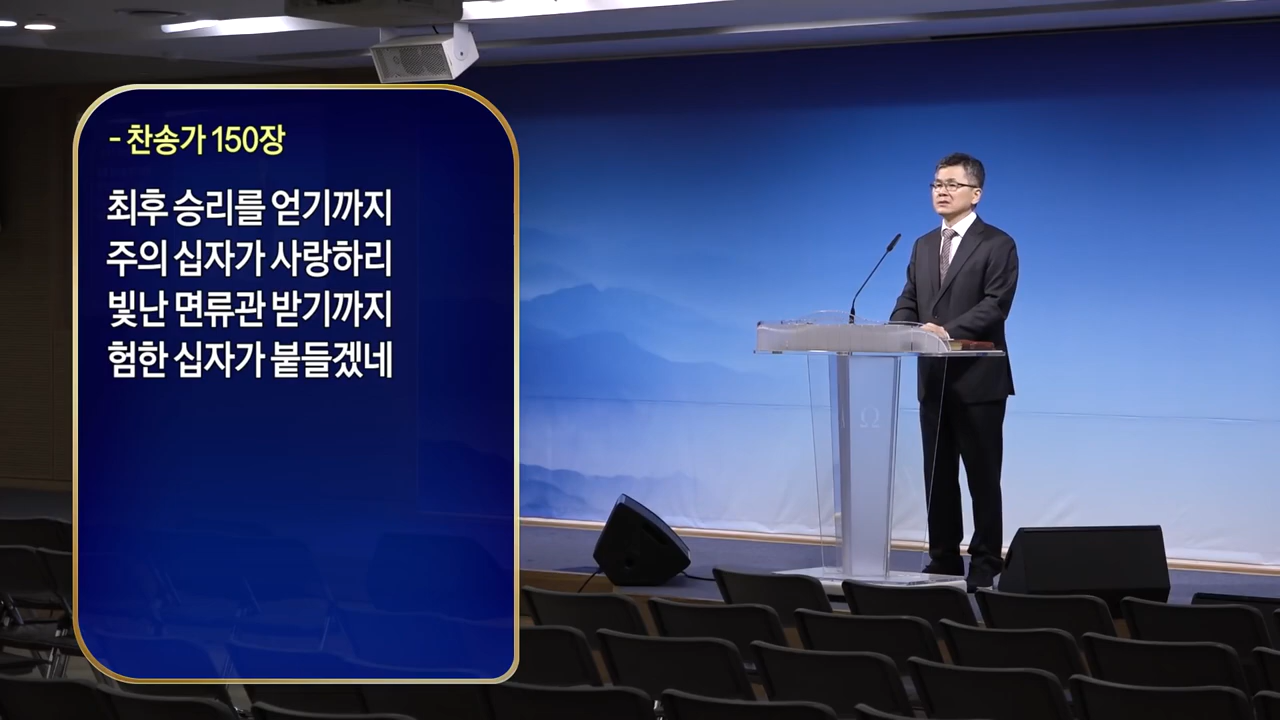 - 찬송가 150장
최후 승리를 얻기까지
주의 십자가 사랑하리
빛난 면류관 받기까지
험한 십자가 붙들겠네
Ω